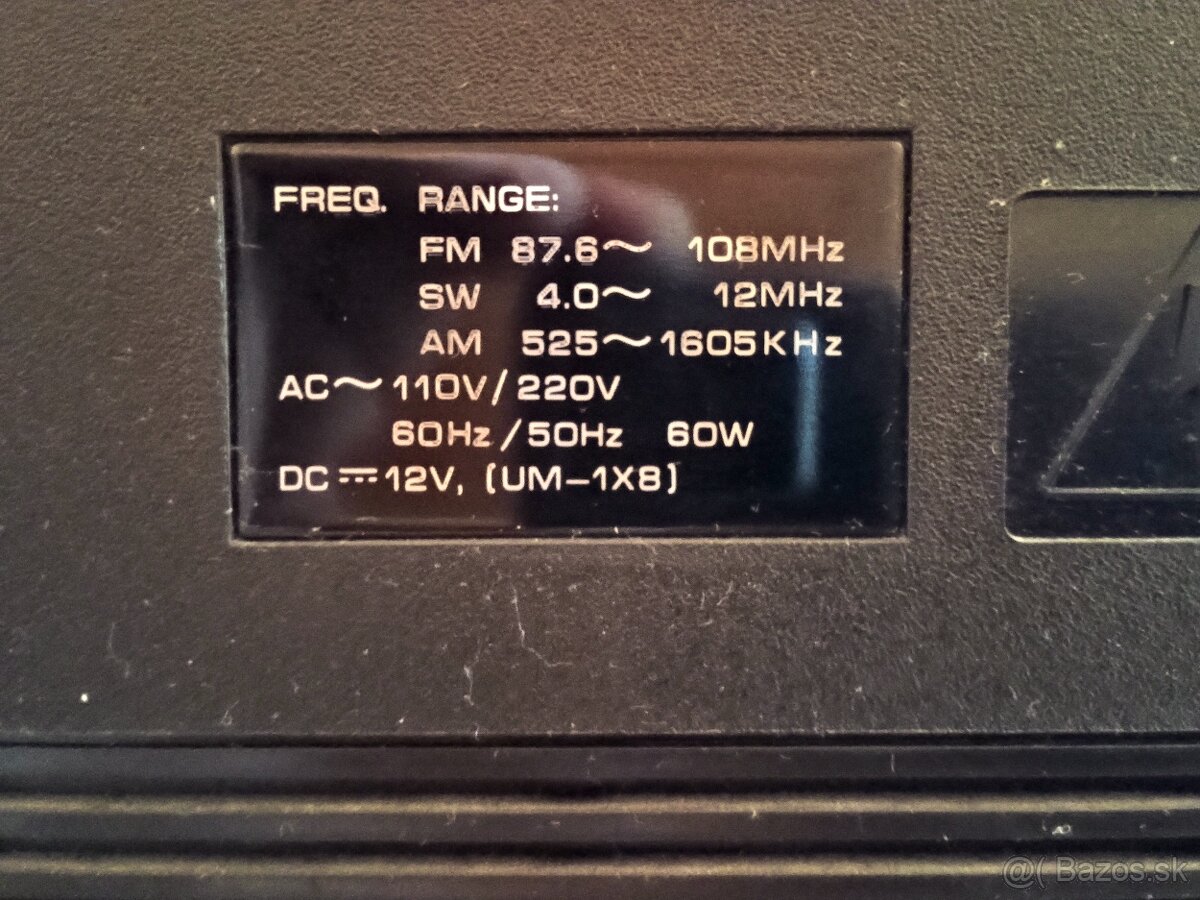 FREQ. RANGE:
FM 87.6~ 108MHz
SW 4.0~ 12MHz
AM 525~1605KHz
AC~110V/220V
60Hz/50Hz 60W
DC⎓12V, (UM-1X8)
@( Bazos.sk